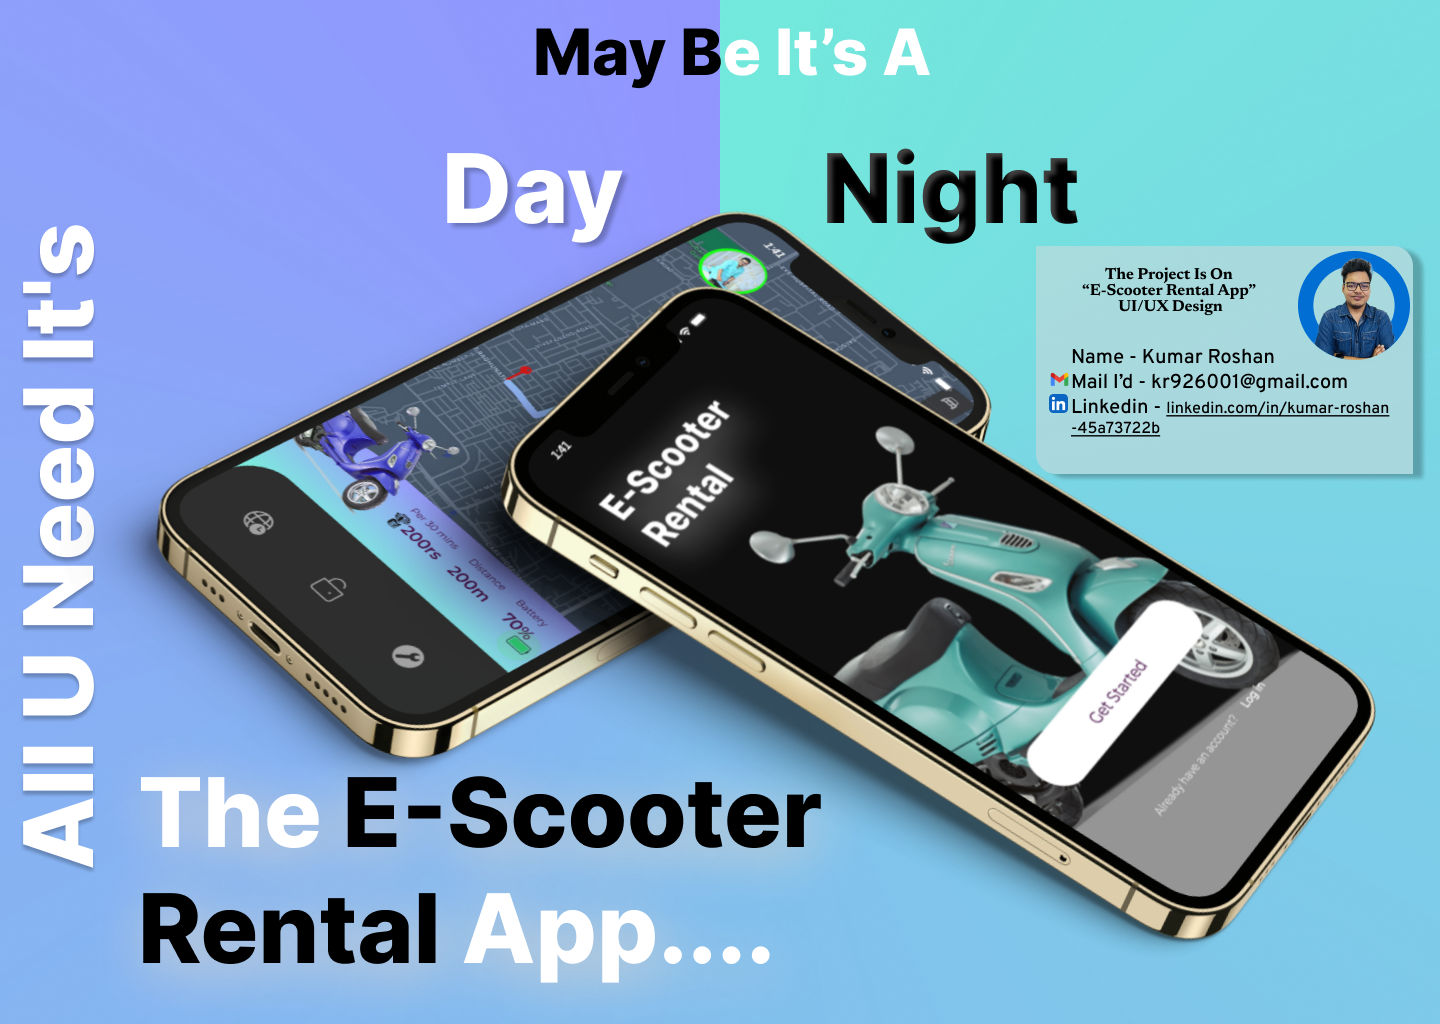 May Be It's A
Day
Night
All U Need It's
The Project Is On
“E-Scooter Rental App”
UI/UX Design
Name - Kumar Roshan
Mail I'd - kr926001@gmail.com
Linkedin - linkedin.com/in/kumar-roshan
-45a73722b
1:41
Per 30 mins
200rs
Distance
200m
Battery
70%
1:41
E-Scooter
Rental
Get Started
Already have an account? Log in
The E-Scooter
Rental App....